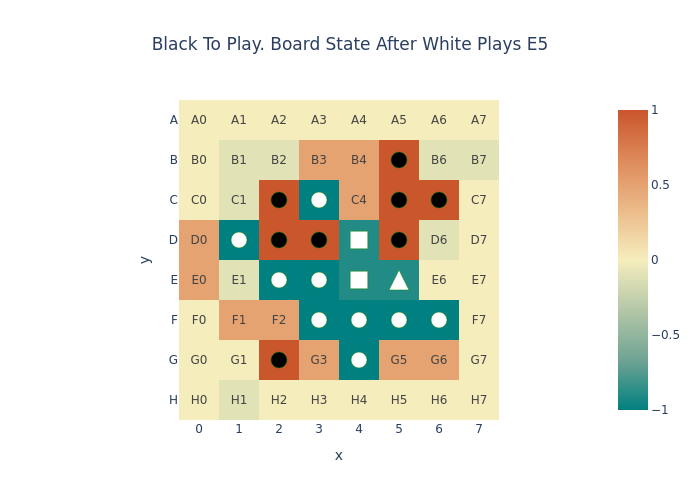 Black To Play. Board State After White Plays E5
A A0 A1 A2 A3 A4 A5 A6 A7
B B0 B1 B2 B3 B4 B6 B7
C C0 C1 C4 C7
D D0 D6 D7
E E0 E1 E6 E7
F F0 F1 F2 F7
G G0 G1 G3 G5 G6 G7
H H0 H1 H2 H3 H4 H5 H6 H7
0 1 2 3 4 5 6 7
x
y
1
0.5
0
−0.5
−1